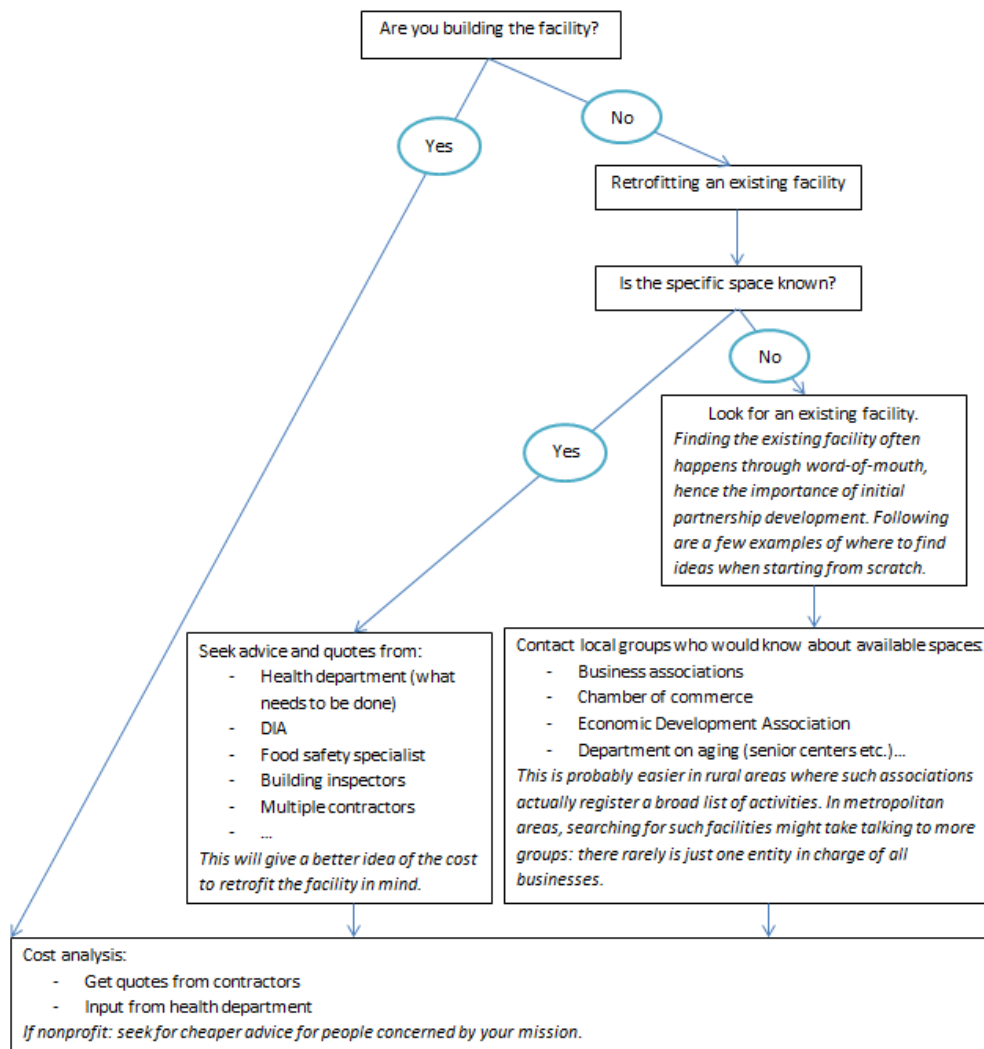 Are you building the facility?
No
Yes
Retrofitting an existing facility
Is the specific space known?
No
Look for an existing facility.
Finding the existing facility often
happens through word-of-mouth,
hence the importance of initial
partnership development. Following
are a few examples of where to find
ideas when starting from scratch.
Yes
Seek advice and quotes from:
- Health department (what
needs to be done)
- DIA
- Food safety specialist
- Building inspectors
- Multiple contractors
- ...
This will give a better idea of the cost
to retrofit the facility in mind.
Contact local groups who would know about available spaces:
- Business associations
- Chamber of commerce
- Economic Development Association
- Department on aging (senior centers etc.)...
This is probably easier in rural areas where such associations
actually register a broad list of activities. In metropolitan
areas, searching for such facilities might take talking to more
groups: there rarely is just one entity in charge of all
businesses.
Cost analysis:
- Get quotes from contractors
- Input from health department
If nonprofit: seek for cheaper advice for people concerned by your mission.